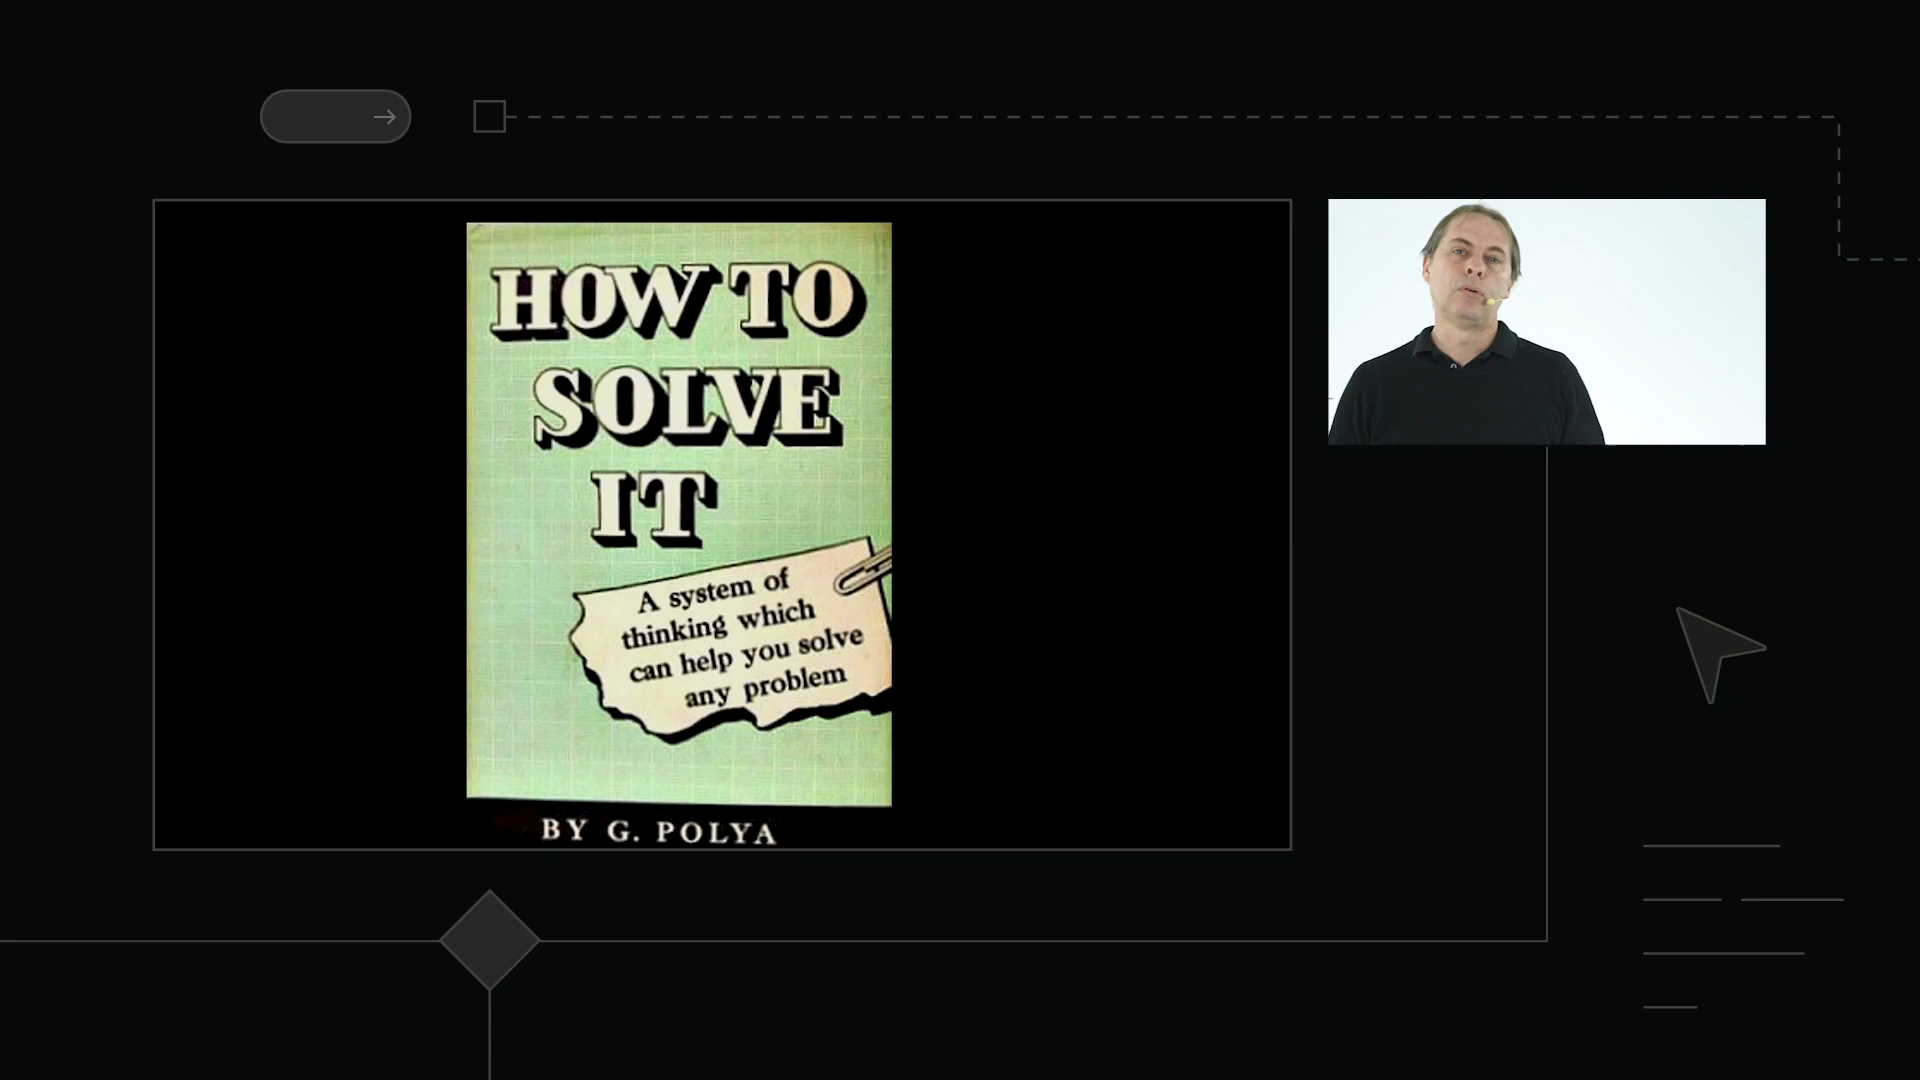 HOW TO
SOLVE
IT
A system of
thinking which
can help you solve
any problem
BY G. POLYA